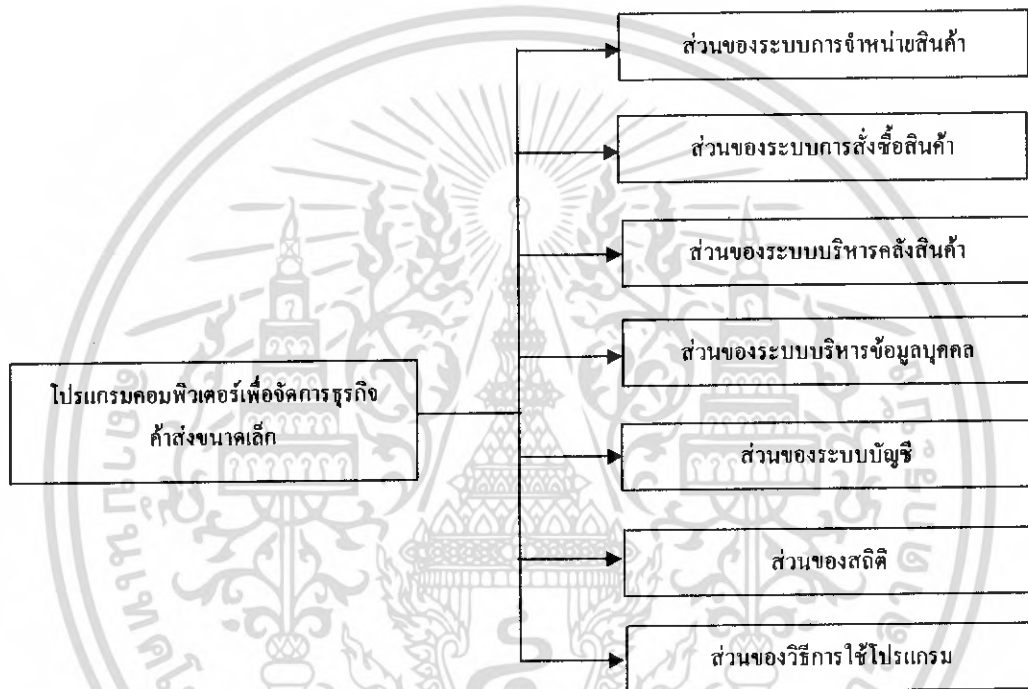 ส่วนของระบบการจำหน่ายสินค้า
ส่วนของระบบการสั่งซื้อสินค้า
ส่วนของระบบบริหารคลังสินค้า
ส่วนของระบบบริหารข้อมูลบุคคล
โปรแกรมคอมพิวเตอร์เพื่อจัดการธุรกิจ
ค้าส่งขนาดเล็ก
ส่วนของระบบบัญชี
ส่วนของสถิติ
ส่วนของวิธีการใช้โปรแกรม